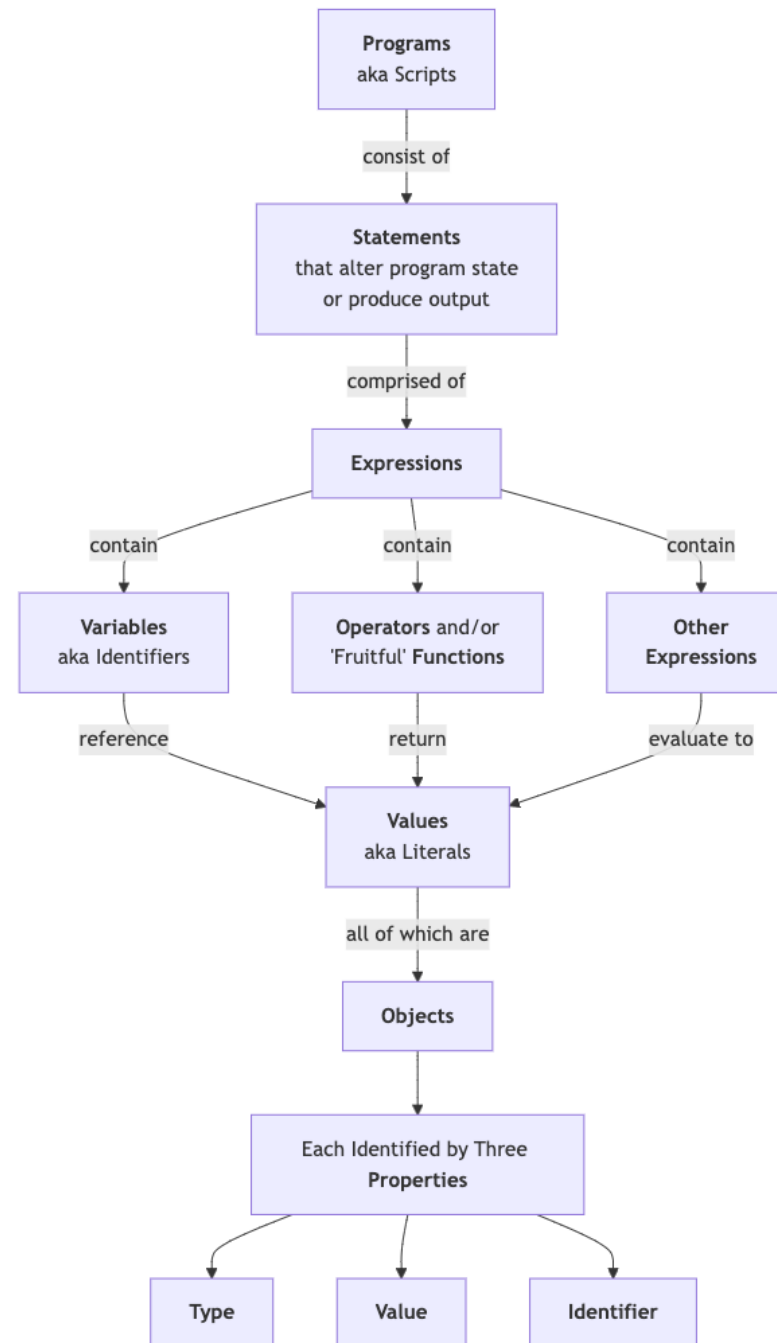 Programs
aka Scripts
consist of
Statements
that alter program state
or produce output
comprised of
Expressions
contain
contain
contain
Variables
aka Identifiers
Operators and/or
'Fruitful' Functions
Other
Expressions
reference
return
evaluate to
Values
aka Literals
all of which are
Objects
Each Identified by Three
Properties
Type
Value
Identifier